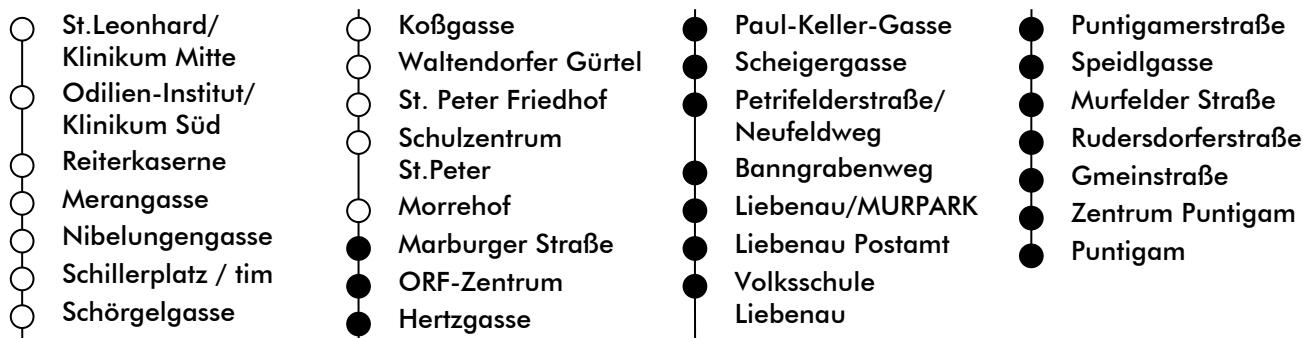 St.Leonhard/
Klinikum Mitte
Odilien-Institut/
Klinikum Süd
Reiterkaserne
Merangasse
Nibelungengasse
Schillerplatz / tim
Schörgelgasse
Koßgasse
Waltendorfer Gürtel
St. Peter Friedhof
Schulzentrum
St.Peter
Morrehof
Marburger Straße
ORF-Zentrum
Hertzgasse
Paul-Keller-Gasse
Scheigergasse
Petrifelderstraße/
Neufeldweg
Banngrabenweg
Liebenau/MURPARK
Liebenau Postamt
Volksschule
Liebenau
Puntigamerstraße
Speidlgasse
Murfelder Straße
Rudersdorferstraße
Gmeinstraße
Zentrum Puntigam
Puntigam